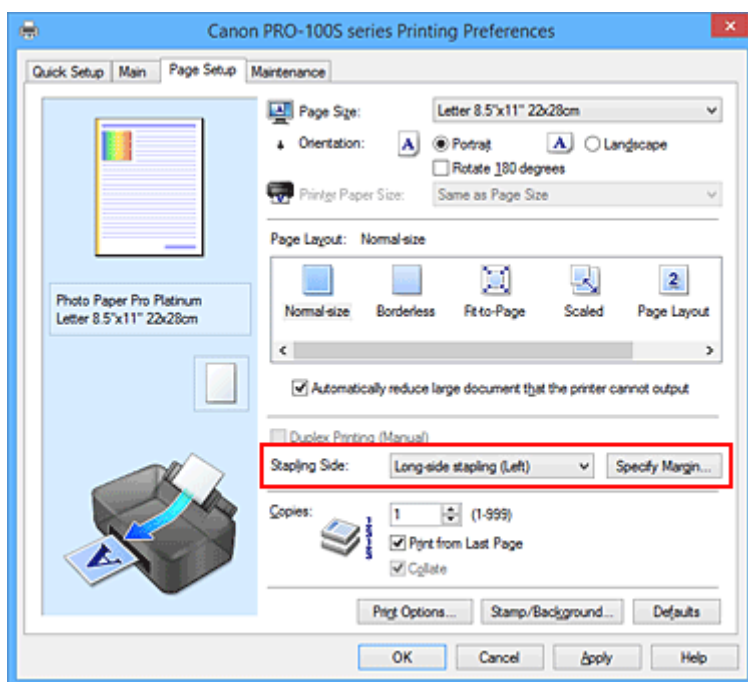 Canon PRO-100S series Printing Preferences
Quick Setup Main Page Setup Maintenance
Page Size: Letter 8.5"x11" 22x28cm
Orientation: A Portrait A Landscape
Rotate 180 degrees
Printer Paper Size: Same as Page Size
Page Layout: Normal-size
2
Normal-size Borderless Fit-to-Page Scaled Page Layout
Photo Paper Pro Platinum
Letter 8.5"x11" 22x28cm
Automatically reduce large document that the printer cannot output
Duplex Printing (Manual)
Stapling Side: Long-side stapling (Left) Specify Margin...
Copies: 1 (1-999)
Print from Last Page
Collate
A
Print Options... Stamp/Background... Defaults
OK Cancel Apply Help